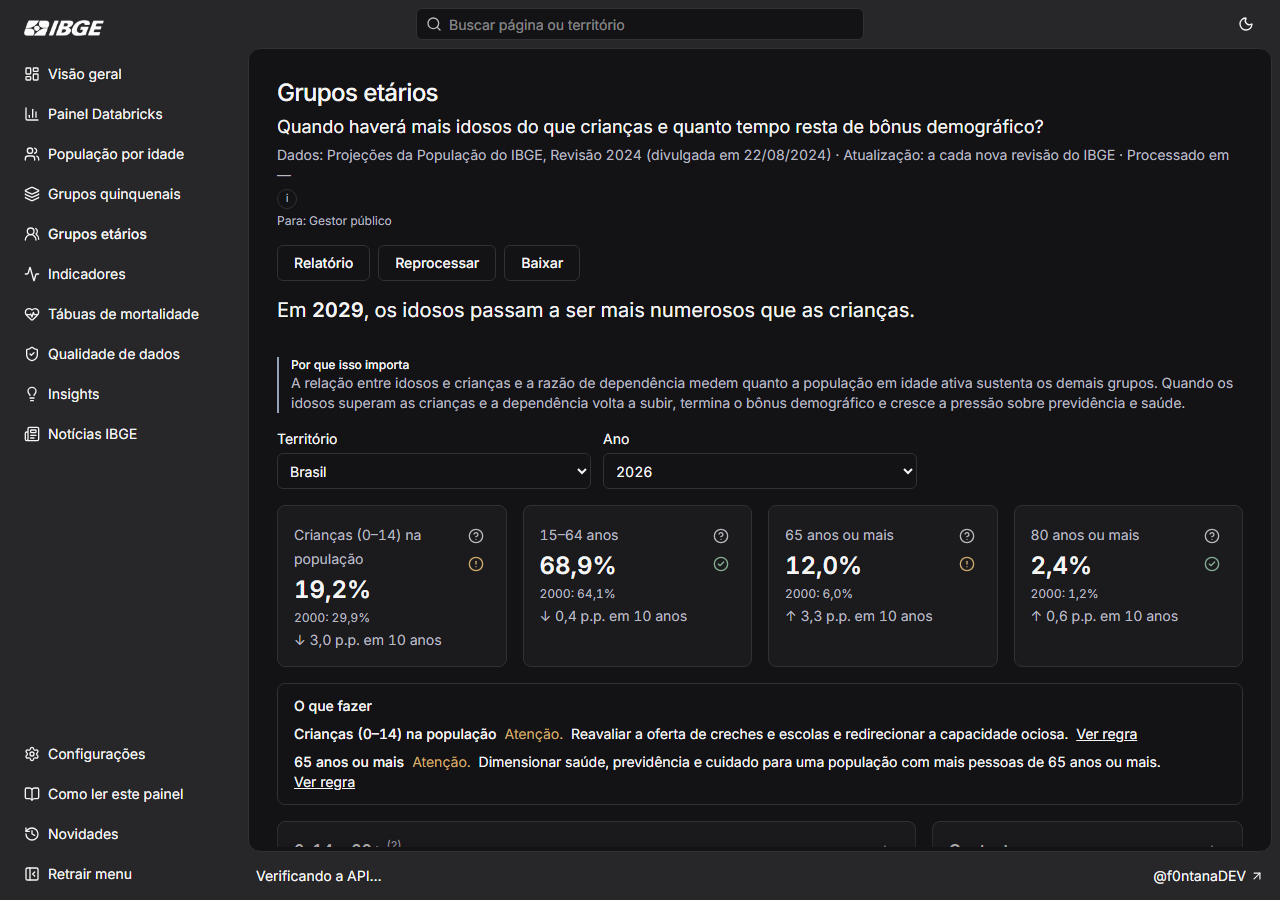 IBGE
Buscar página ou território
Visão geral
Painel Databricks
População por idade
Grupos quinquenais
Grupos etários
Indicadores
Tábuas de mortalidade
Qualidade de dados
Insights
Notícias IBGE
Configurações
Como ler este painel
Novidades
Retrair menu
Grupos etários
Quando haverá mais idosos do que crianças e quanto tempo resta de bônus demográfico?
Dados: Projeções da População do IBGE, Revisão 2024 (divulgada em 22/08/2024) · Atualização: a cada nova revisão do IBGE · Processado em
—
i
Para: Gestor público
Relatório Reprocessar Baixar
Em 2029, os idosos passam a ser mais numerosos que as crianças.
Por que isso importa
A relação entre idosos e crianças e a razão de dependência medem quanto a população em idade ativa sustenta os demais grupos. Quando os
idosos superam as crianças e a dependência volta a subir, termina o bônus demográfico e cresce a pressão sobre previdência e saúde.
Território Ano
Brasil 2026
Crianças (0–14) na
população
19,2%
2000: 29,9%
↓ 3,0 p.p. em 10 anos
15–64 anos
68,9%
2000: 64,1%
↓ 0,4 p.p. em 10 anos
65 anos ou mais
12,0%
2000: 6,0%
↑ 3,3 p.p. em 10 anos
80 anos ou mais
2,4%
2000: 1,2%
↑ 0,6 p.p. em 10 anos
O que fazer
Crianças (0–14) na população Atenção. Reavaliar a oferta de creches e escolas e redirecionar a capacidade ociosa. Ver regra
65 anos ou mais Atenção. Dimensionar saúde, previdência e cuidado para uma população com mais pessoas de 65 anos ou mais.
Ver regra
Verificando a API...
@f0ntanaDEV ↗